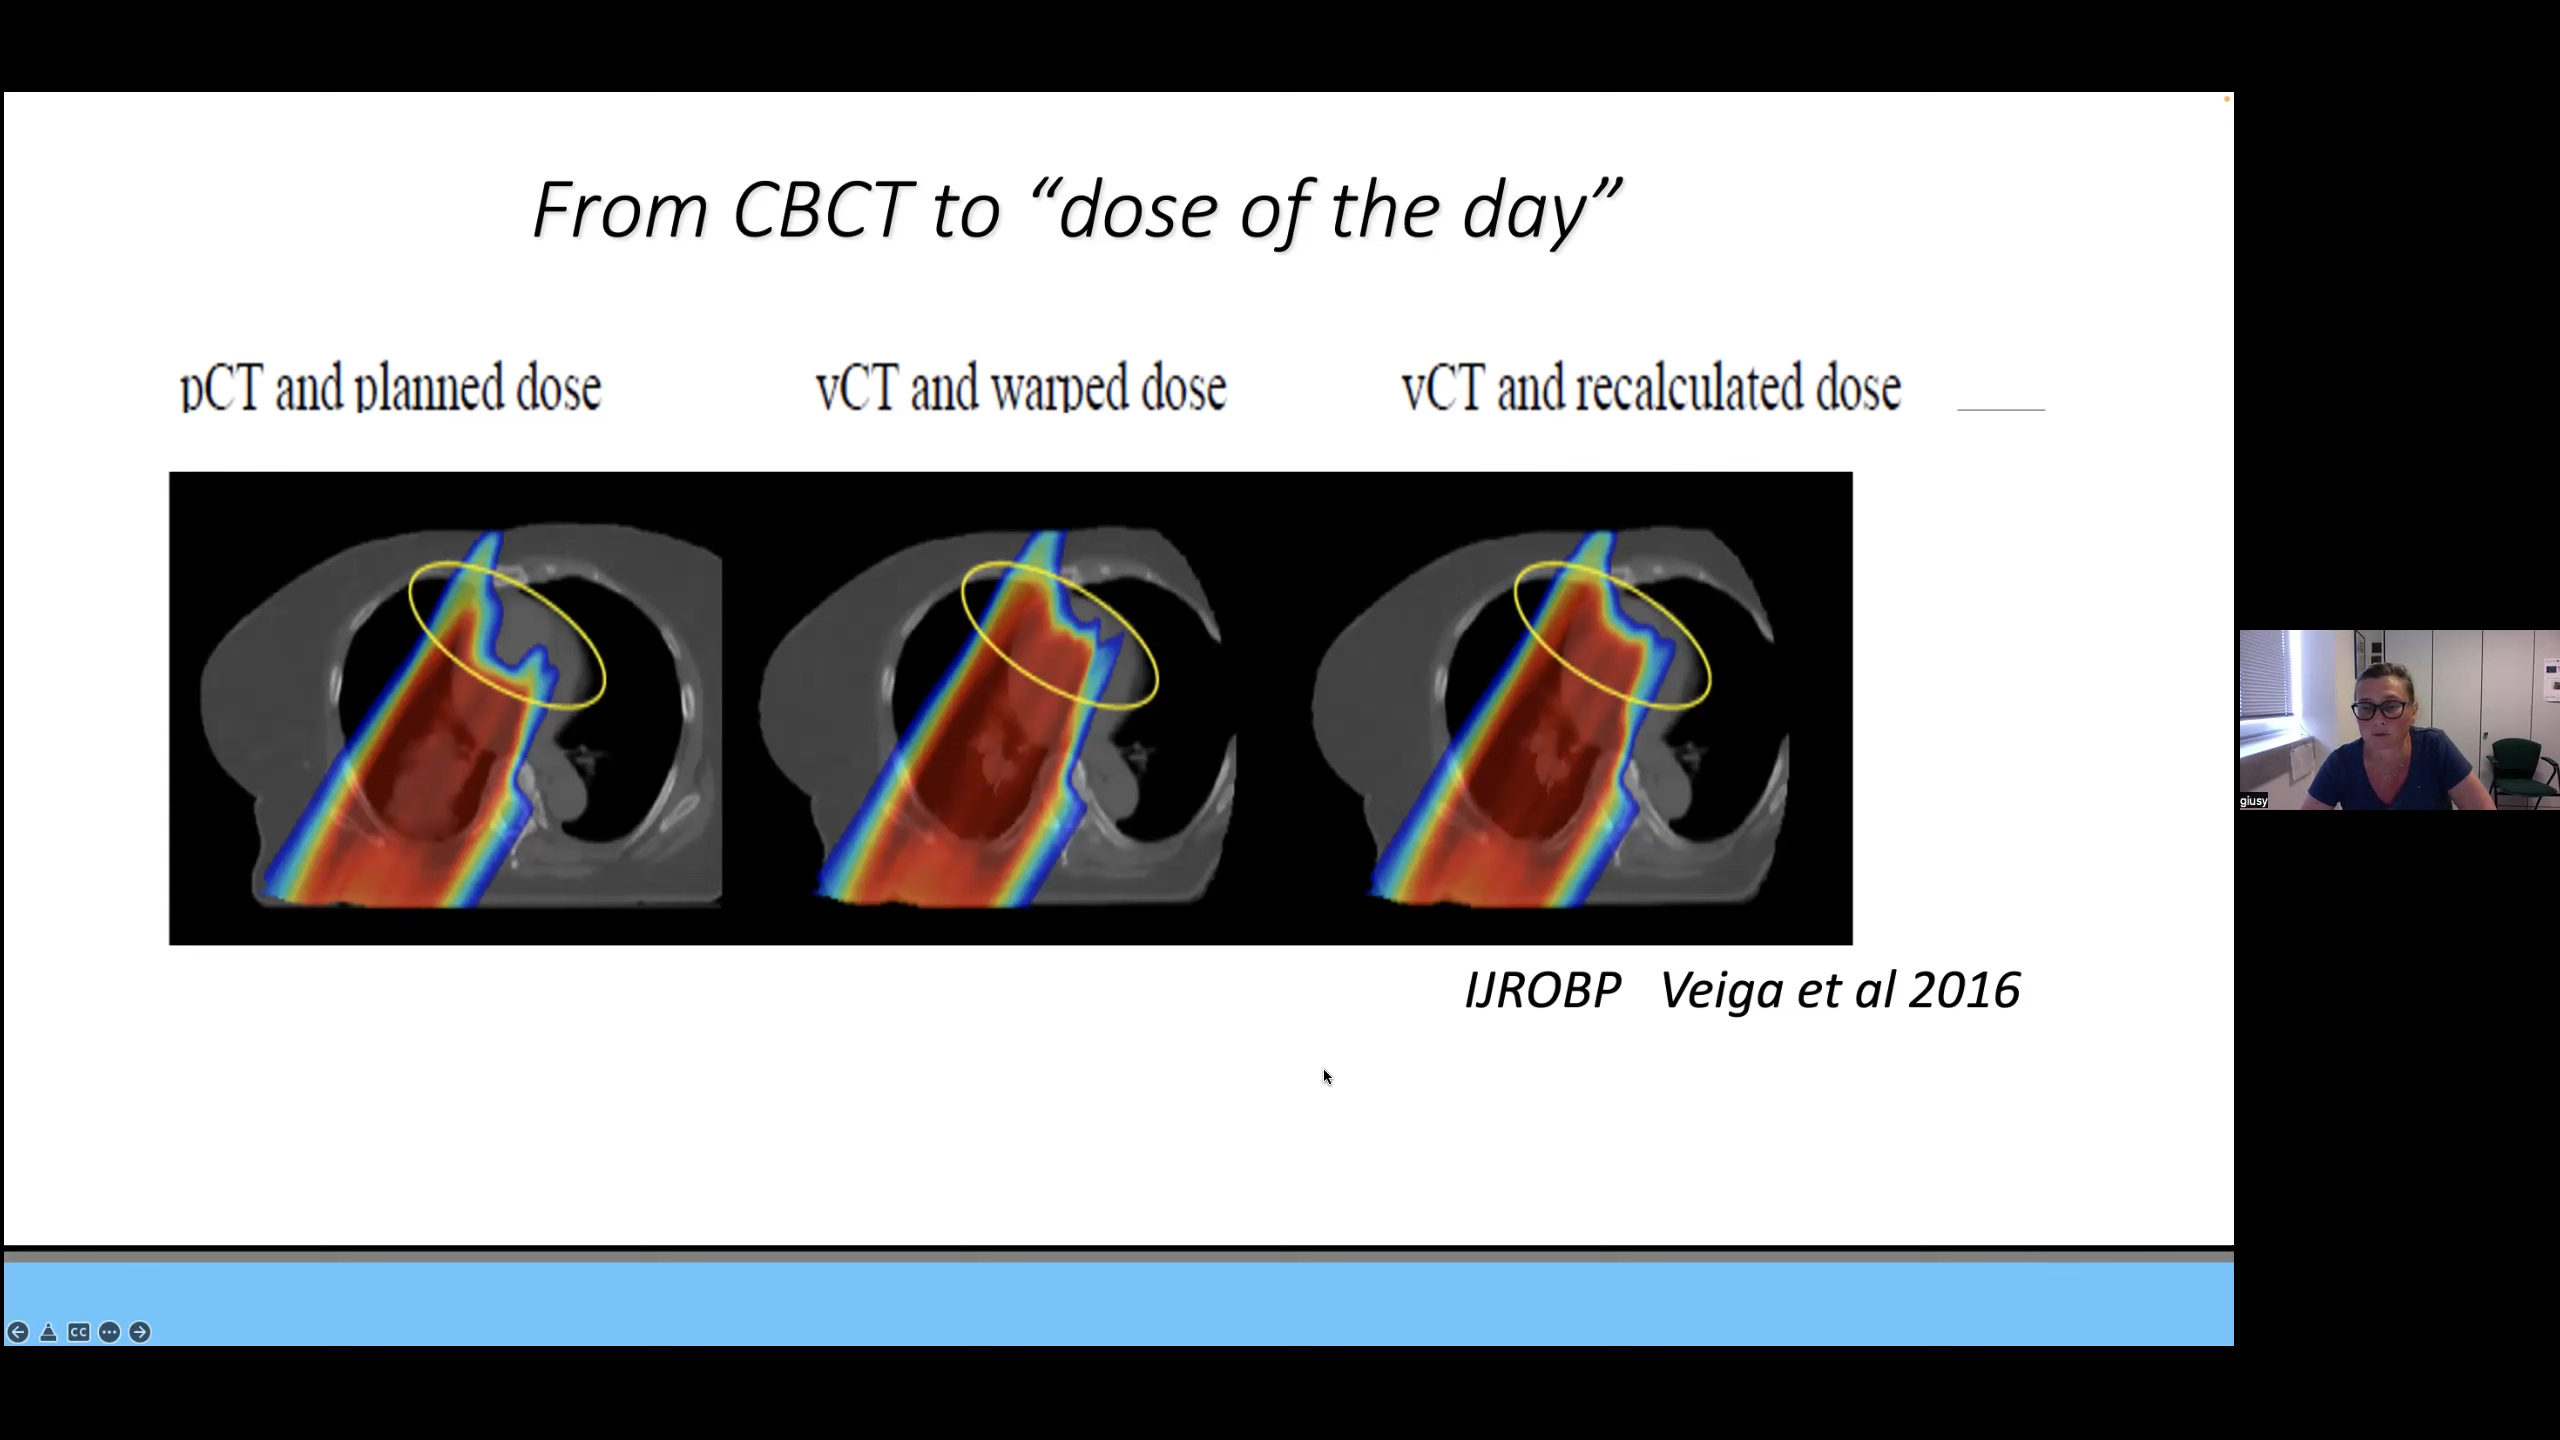 From CBCT to “dose of the day”
pCT and planned dose
vCT and warped dose
vCT and recalculated dose
IJROBP   Veiga et al 2016
giusy
CC